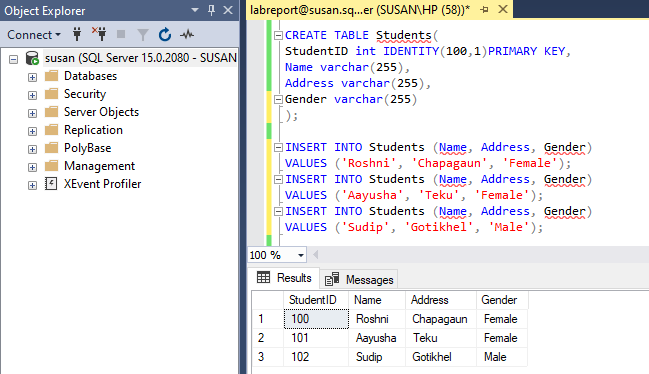 Object Explorer
Connect
susan (SQL Server 15.0.2080 - SUSAN
Databases
Security
Server Objects
Replication
PolyBase
Management
XEvent Profiler
labreport@susan.sq...er (SUSAN\HP (58))*
CREATE TABLE Students(
StudentID int IDENTITY(100,1)PRIMARY KEY,
Name varchar(255),
Address varchar(255),
Gender varchar(255)
);
INSERT INTO Students (Name, Address, Gender)
VALUES ('Roshni', 'Chapagaun', 'Female');
INSERT INTO Students (Name, Address, Gender)
VALUES ('Aayusha', 'Teku', 'Female');
INSERT INTO Students (Name, Address, Gender)
VALUES ('Sudip', 'Gotikhel', 'Male');
100 %
Results Messages
StudentID Name Address Gender
1 100 Roshni Chapagaun Female
2 101 Aayusha Teku Female
3 102 Sudip Gotikhel Male